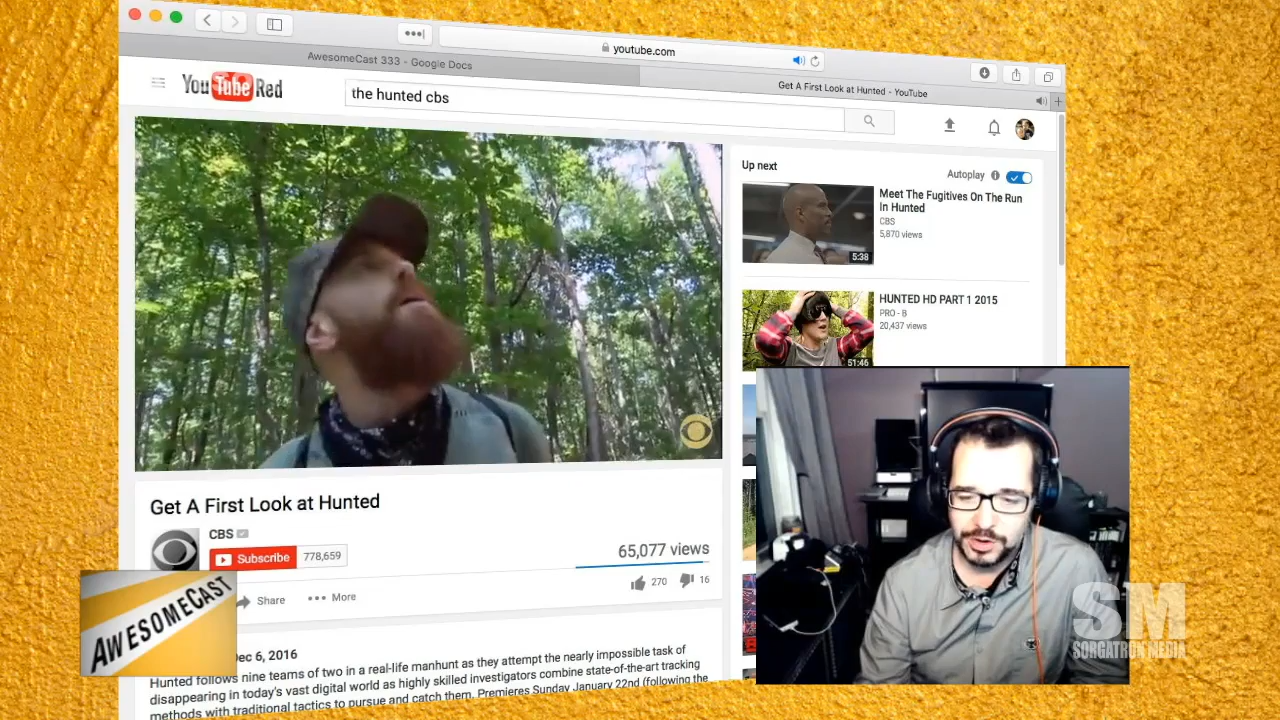 youtube.com
AwesomeCast 333 - Google Docs
Get A First Look at Hunted - YouTube
YouTube Red
the hunted cbs
Up next
Autoplay
Meet The Fugitives On The Run
In Hunted
CBS
5,870 views
5:38
HUNTED HD PART 1 2015
PRO - B
20,437 views
51:46
Get A First Look at Hunted
CBS
Subscribe 778,659
65,077 views
270 16
Share ••• More
AWESOMECAST
SM
SORGATRON MEDIA
Dec 6, 2016
Hunted follows nine teams of two in a real-life manhunt as they attempt the nearly impossible task of
disappearing in today's vast digital world as highly skilled investigators combine state-of-the-art tracking
methods with traditional tactics to pursue and catch them. Premieres Sunday January 22nd (following the